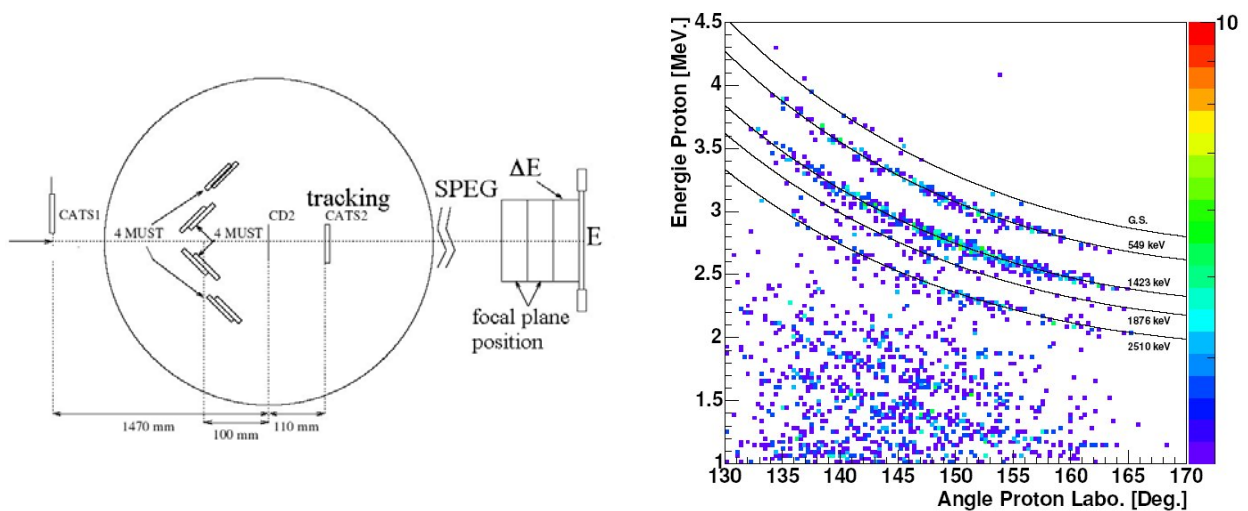 CATS1
4 MUST
4 MUST
CD2
tracking
CATS2
SPEG
ΔE
E
focal plane
position
1470 mm
100 mm
110 mm
Energie Proton [MeV.]
4.5
4
3.5
3
2.5
2
1.5
1
G.S.
549 keV
1423 keV
1876 keV
2510 keV
130 135 140 145 150 155 160 165 170
Angle Proton Labo. [Deg.]
10